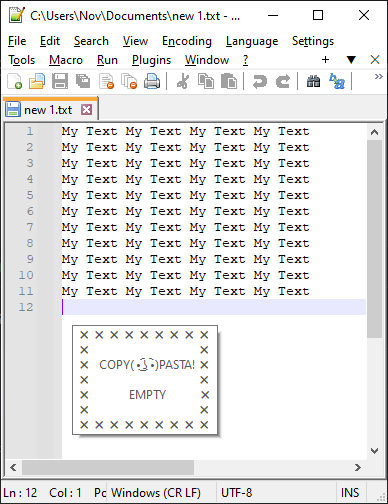 C:\Users\Nov\Documents\new 1.txt - ...
File Edit Search View Encoding Language Settings
Tools Macro Run Plugins Window ? + ▼ X
new 1.txt
1 My Text My Text My Text My Text
2 My Text My Text My Text My Text
3 My Text My Text My Text My Text
4 My Text My Text My Text My Text
5 My Text My Text My Text My Text
6 My Text My Text My Text My Text
7 My Text My Text My Text My Text
8 My Text My Text My Text My Text
9 My Text My Text My Text My Text
10 My Text My Text My Text My Text
11 My Text My Text My Text My Text
12
✕ ✕ ✕ ✕ ✕ ✕ ✕ ✕ ✕
✕ ✕
✕ COPY( ͡° ͜ʖ ͡°)PASTA! ✕
✕ ✕
✕ EMPTY ✕
✕ ✕
✕ ✕ ✕ ✕ ✕ ✕ ✕ ✕ ✕
Ln : 12 Col : 1 Pc Windows (CR LF) UTF-8 INS